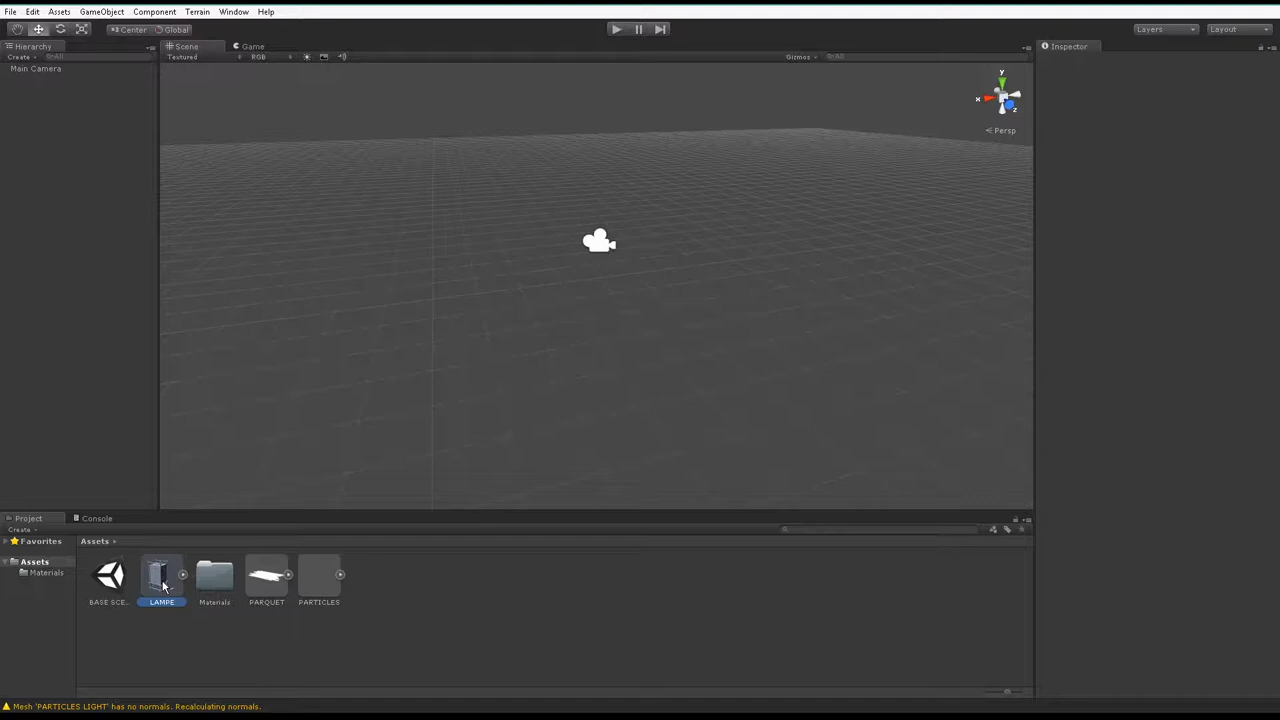 File Edit Assets GameObject Component Terrain Window Help
Center Global Layers Layout
Hierarchy Scene Game Inspector
Create Textured RGB Gizmos
Main Camera
y
x
z
Persp
Project Console
Create
Favorites Assets
Assets
Materials
BASE SCE... LAMPE Materials PARQUET PARTICLES
Mesh 'PARTICLES LIGHT' has no normals. Recalculating normals.